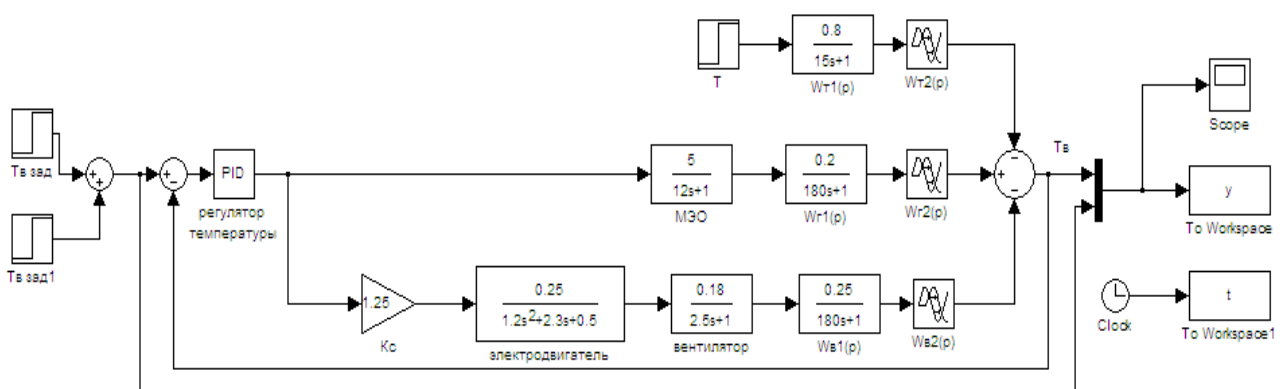 T
0.8
15s+1
Wт1(p)
Wт2(p)
Scope
Tв зад
+
+
+
−
PID
регулятор
температуры
5
12s+1
МЭО
0.2
180s+1
Wг1(p)
Wг2(p)
−
+
−
Tв
y
To Workspace
Tв зад1
1.25
Kc
0.25
1.2s²+2.3s+0.5
электродвигатель
0.18
2.5s+1
вентилятор
0.25
180s+1
Wв1(p)
Wв2(p)
Clock
t
To Workspace1